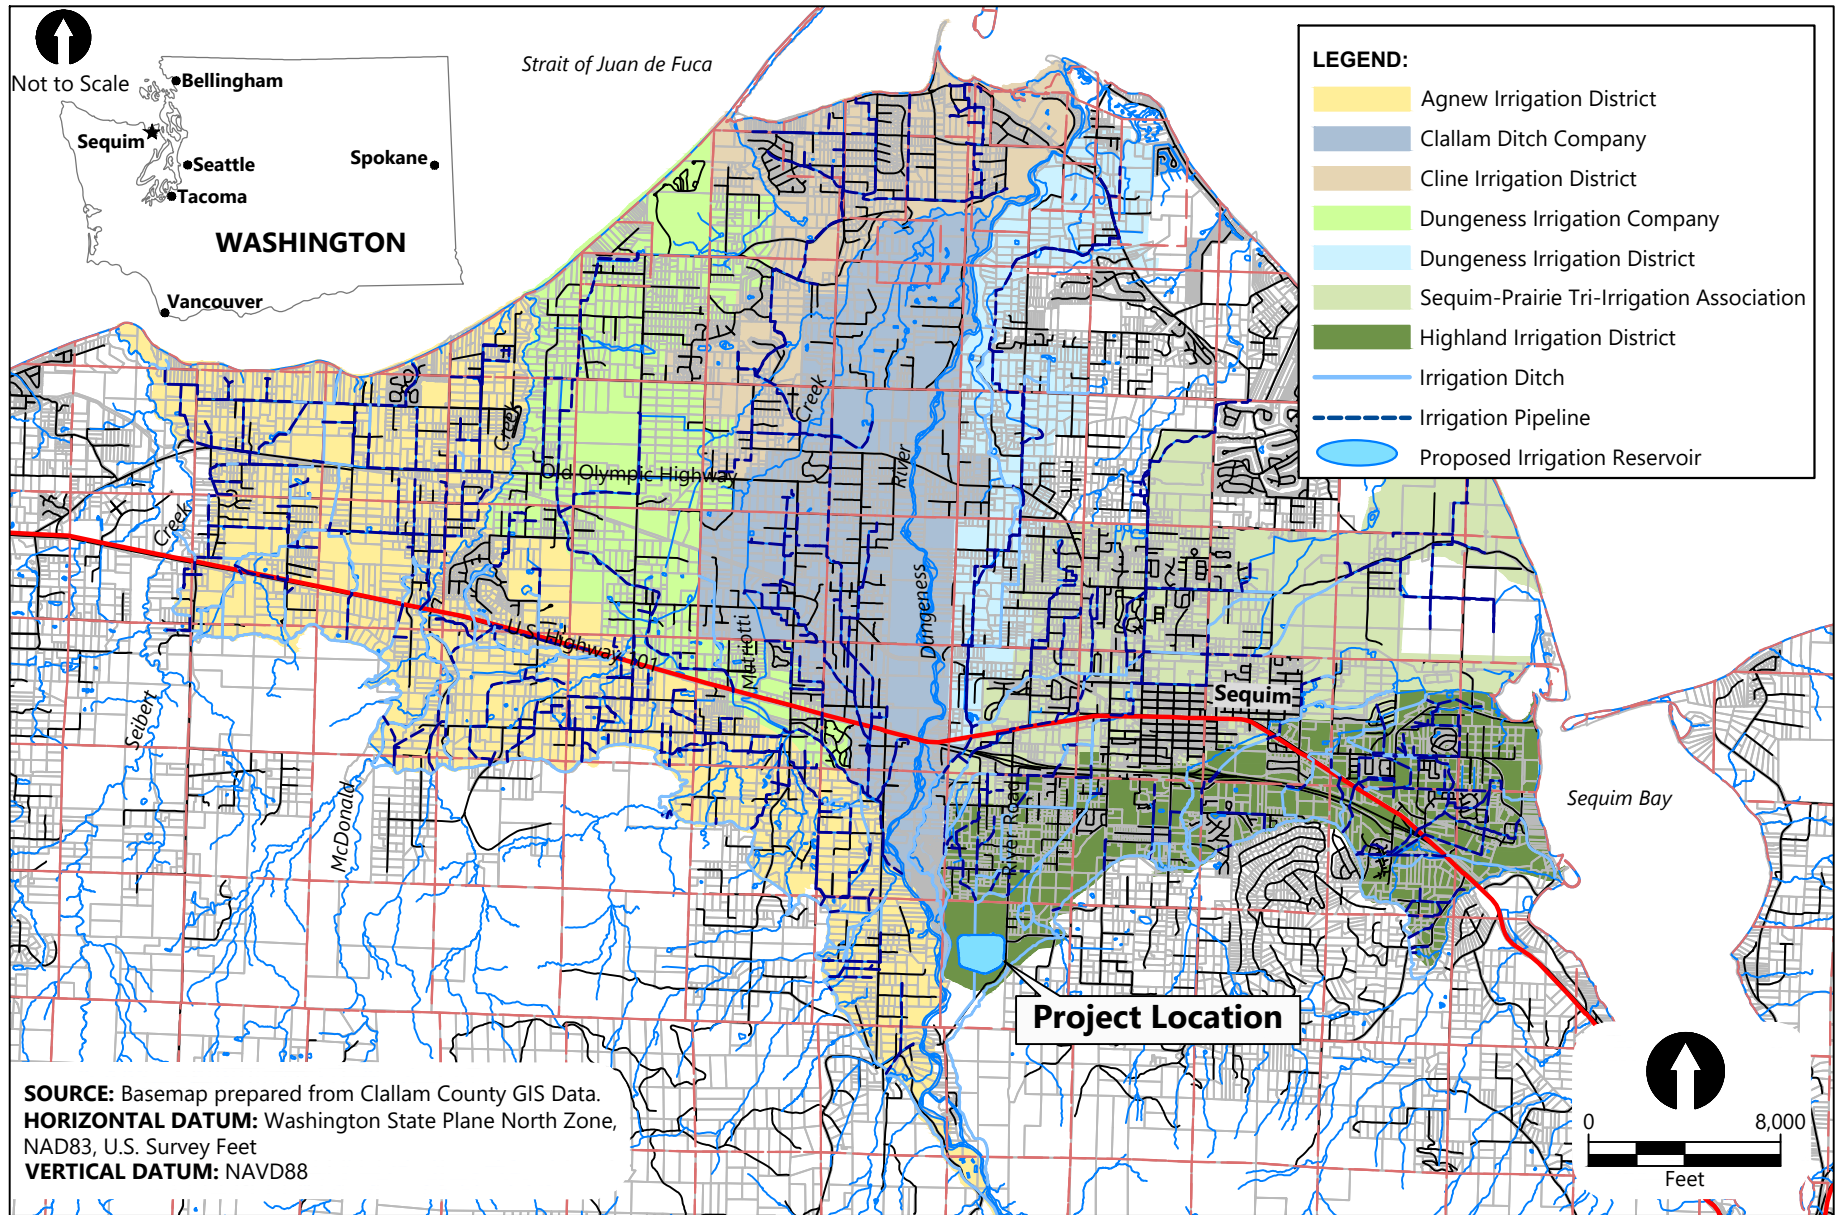 Not to Scale
Bellingham
Sequim
Seattle
Spokane
Tacoma
WASHINGTON
Vancouver
Strait of Juan de Fuca
LEGEND:
Agnew Irrigation District
Clallam Ditch Company
Cline Irrigation District
Dungeness Irrigation Company
Dungeness Irrigation District
Sequim-Prairie Tri-Irrigation Association
Highland Irrigation District
Irrigation Ditch
Irrigation Pipeline
Proposed Irrigation Reservoir
Creek
Creek
Old Olympic Highway
River
Creek
Dungeness
U.S. Highway 101
Matriotti
Sequim
Seibert
McDonald
River Road
Sequim Bay
Project Location
SOURCE: Basemap prepared from Clallam County GIS Data.
HORIZONTAL DATUM: Washington State Plane North Zone,
NAD83, U.S. Survey Feet
VERTICAL DATUM: NAVD88
0 8,000
Feet